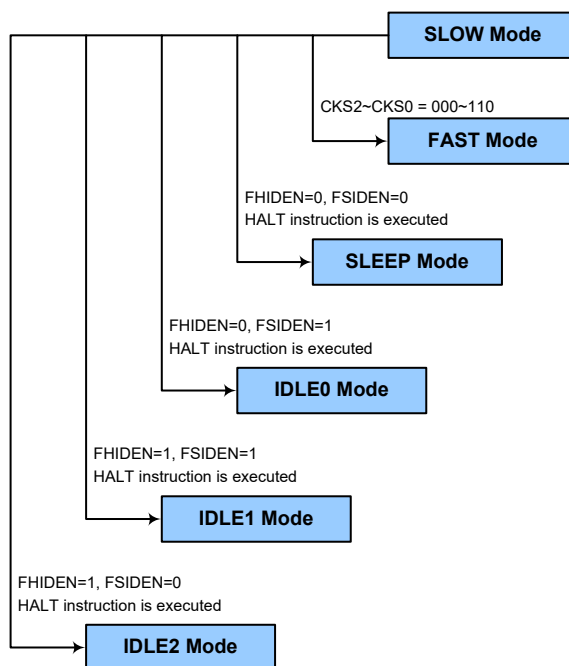 SLOW Mode
CKS2~CKS0 = 000~110
FAST Mode
FHIDEN=0, FSIDEN=0
HALT instruction is executed
SLEEP Mode
FHIDEN=0, FSIDEN=1
HALT instruction is executed
IDLE0 Mode
FHIDEN=1, FSIDEN=1
HALT instruction is executed
IDLE1 Mode
FHIDEN=1, FSIDEN=0
HALT instruction is executed
IDLE2 Mode